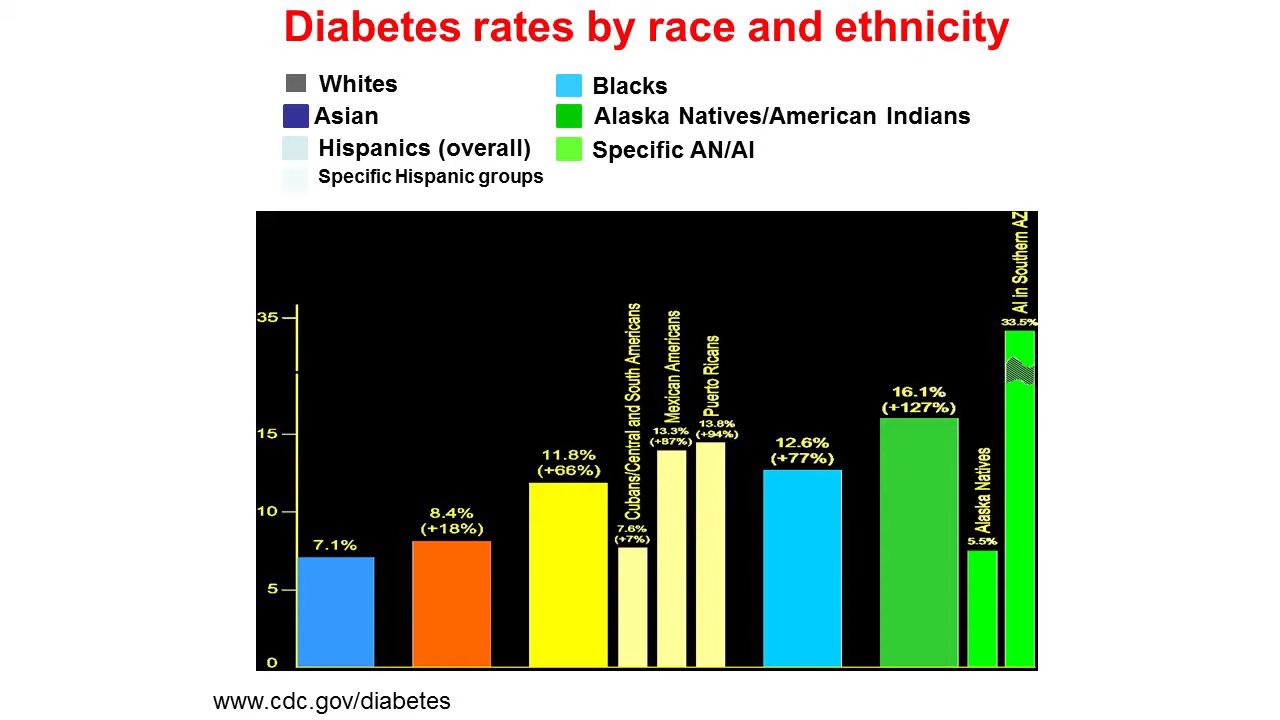 Diabetes rates by race and ethnicity
Whites
Blacks
Asian
Alaska Natives/American Indians
Hispanics (overall)
Specific AN/AI
Specific Hispanic groups
35
15
10
5
0
7.1%
8.4%
(+18%)
11.8%
(+66%)
Cubans/Central and South Americans
7.6%
(+7%)
Mexican Americans
13.3%
(+87%)
Puerto Ricans
13.8%
(+94%)
12.6%
(+77%)
16.1%
(+127%)
Alaska Natives
5.5%
AI in Southern AZ
33.5%
www.cdc.gov/diabetes